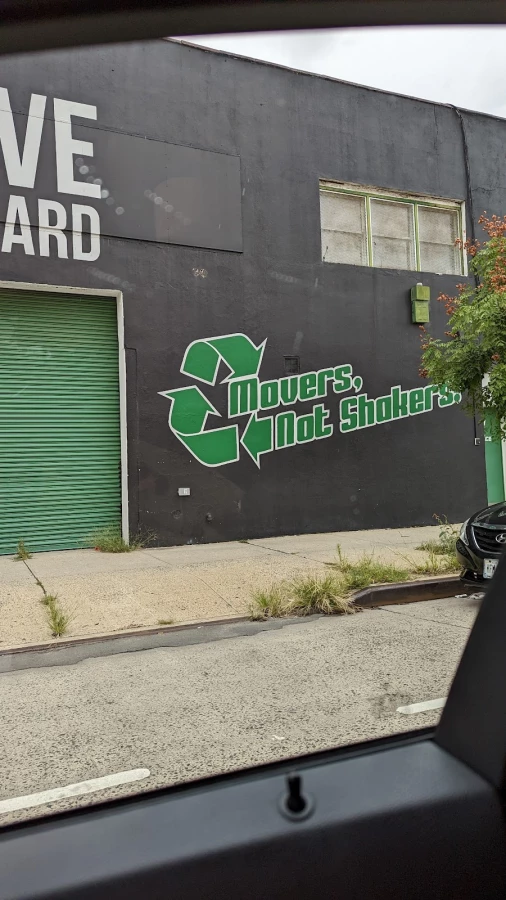 VE
ARD
Movers,
Not Shakers.